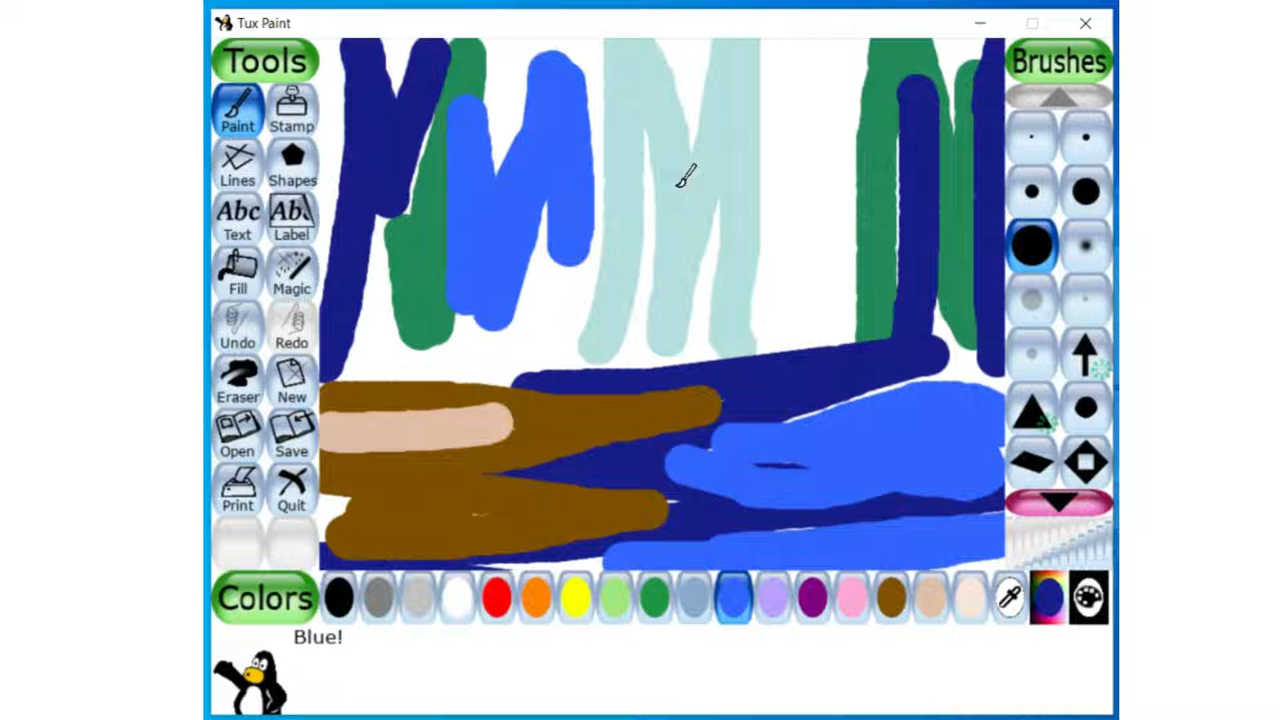 Tux Paint
Tools
Brushes
Paint
Stamp
Lines
Shapes
Abc
Abc
Text
Label
Fill
Magic
Undo
Redo
Eraser
New
Open
Save
Print
Quit
Colors
Blue!